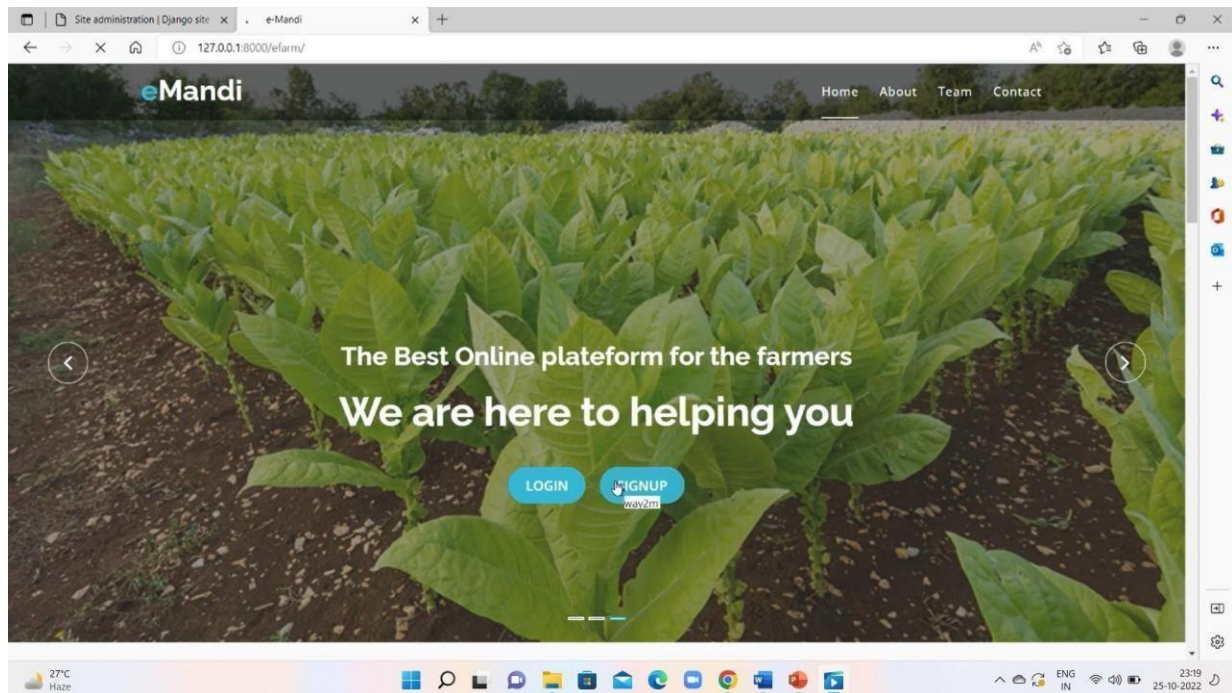 Site administration | Django site
e-Mandi
127.0.0.1:8000/efarm/
eMandi
Home About Team Contact
The Best Online plateform for the farmers
We are here to helping you
LOGIN
SIGNUP
way2m
27°C
Haze
ENG
IN
23:19
25-10-2022